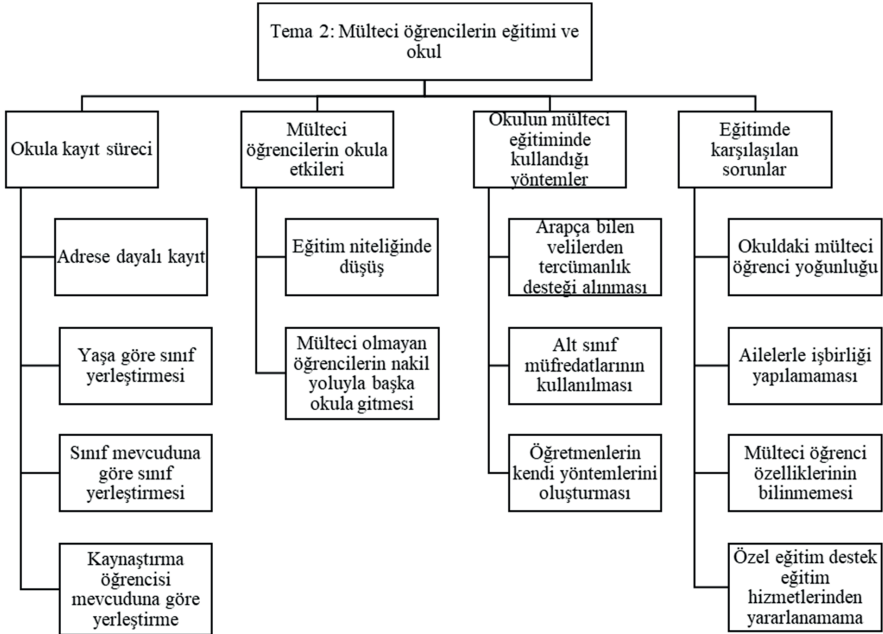 Tema 2: Mülteci öğrencilerin eğitimi ve
okul
Okula kayıt süreci
Adrese dayalı kayıt
Yaşa göre sınıf
yerleştirmesi
Sınıf mevcuduna
göre sınıf
yerleştirmesi
Kaynaştırma
öğrencisi
mevcuduna göre
yerleştirme
Mülteci
öğrencilerin okula
etkileri
Eğitim niteliğinde
düşüş
Mülteci olmayan
öğrencilerin nakil
yoluyla başka
okula gitmesi
Okulun mülteci
eğitiminde
kullandığı
yöntemler
Arapça bilen
velilerden
tercümanlık
desteği alınması
Alt sınıf
müfredatlarının
kullanılması
Öğretmenlerin
kendi yöntemlerini
oluşturması
Eğitimde
karşılaşılan
sorunlar
Okuldaki mülteci
öğrenci yoğunluğu
Ailelerle işbirliği
yapılamaması
Mülteci öğrenci
özelliklerinin
bilinmemesi
Özel eğitim destek
eğitim
hizmetlerinden
yararlanamama